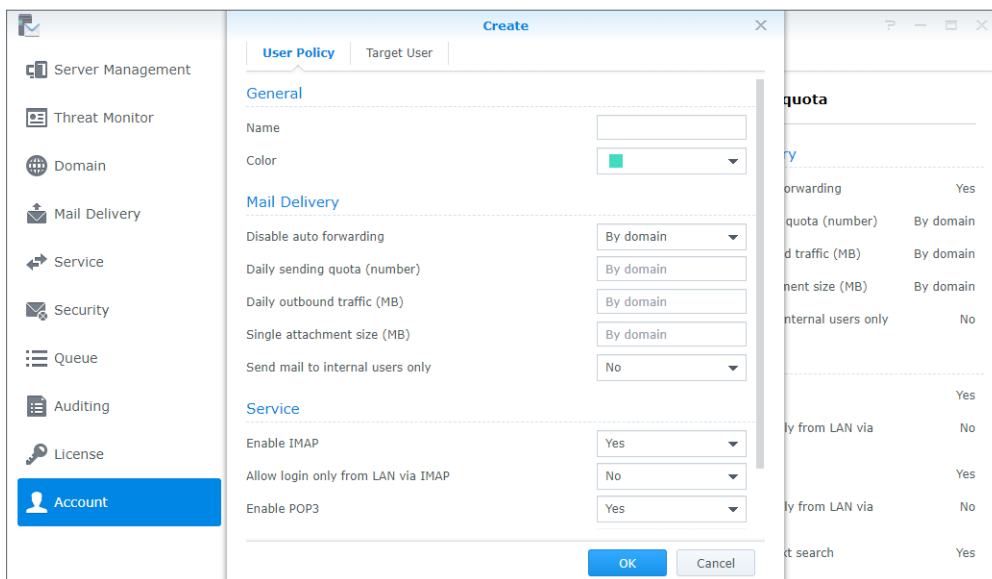 Create
User Policy
Target User
Server Management
Threat Monitor
Domain
Mail Delivery
Service
Security
Queue
Auditing
License
Account
General
Name
Color
Mail Delivery
Disable auto forwarding By domain
Daily sending quota (number) By domain
Daily outbound traffic (MB) By domain
Single attachment size (MB) By domain
Send mail to internal users only No
Service
Enable IMAP Yes
Allow login only from LAN via IMAP No
Enable POP3 Yes
OK
Cancel
?
quota
ry
orwarding Yes
quota (number) By domain
d traffic (MB) By domain
ment size (MB) By domain
nternal users only No
Yes
ly from LAN via No
Yes
ly from LAN via No
xt search Yes